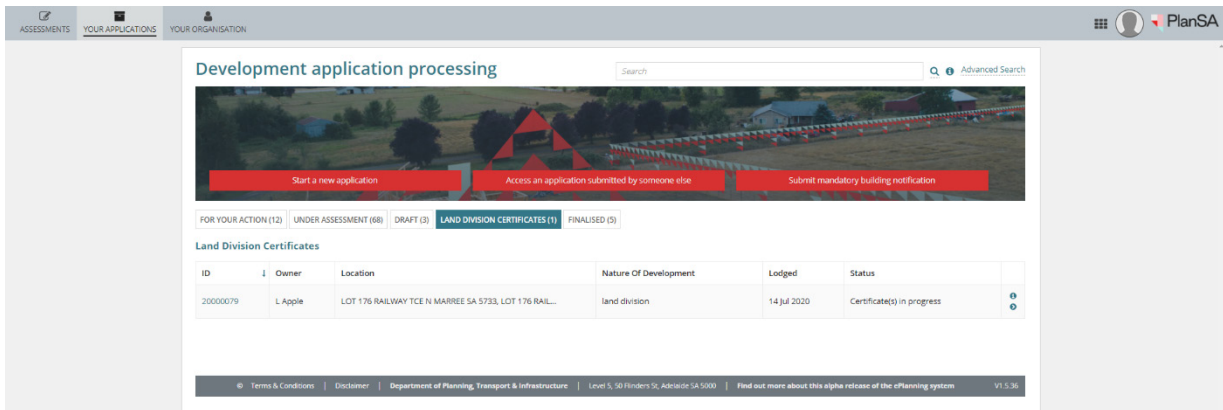 ASSESSMENTS YOUR APPLICATIONS YOUR ORGANISATION
PlanSA
Development application processing
Search
Advanced Search
Start a new application
Access an application submitted by someone else
Submit mandatory building notification
FOR YOUR ACTION (12) UNDER ASSESSMENT (68) DRAFT (3) LAND DIVISION CERTIFICATES (1) FINALISED (5)
Land Division Certificates
ID Owner Location Nature Of Development Lodged Status
20000079 L Apple LOT 176 RAILWAY TCE N MARREE SA 5733, LOT 176 RAIL... land division 14 Jul 2020 Certificate(s) in progress
© Terms & Conditions | Disclaimer | Department of Planning, Transport & Infrastructure | Level 5, 50 Flinders St, Adelaide SA 5000 | Find out more about this alpha release of the ePlanning system V1.5.36